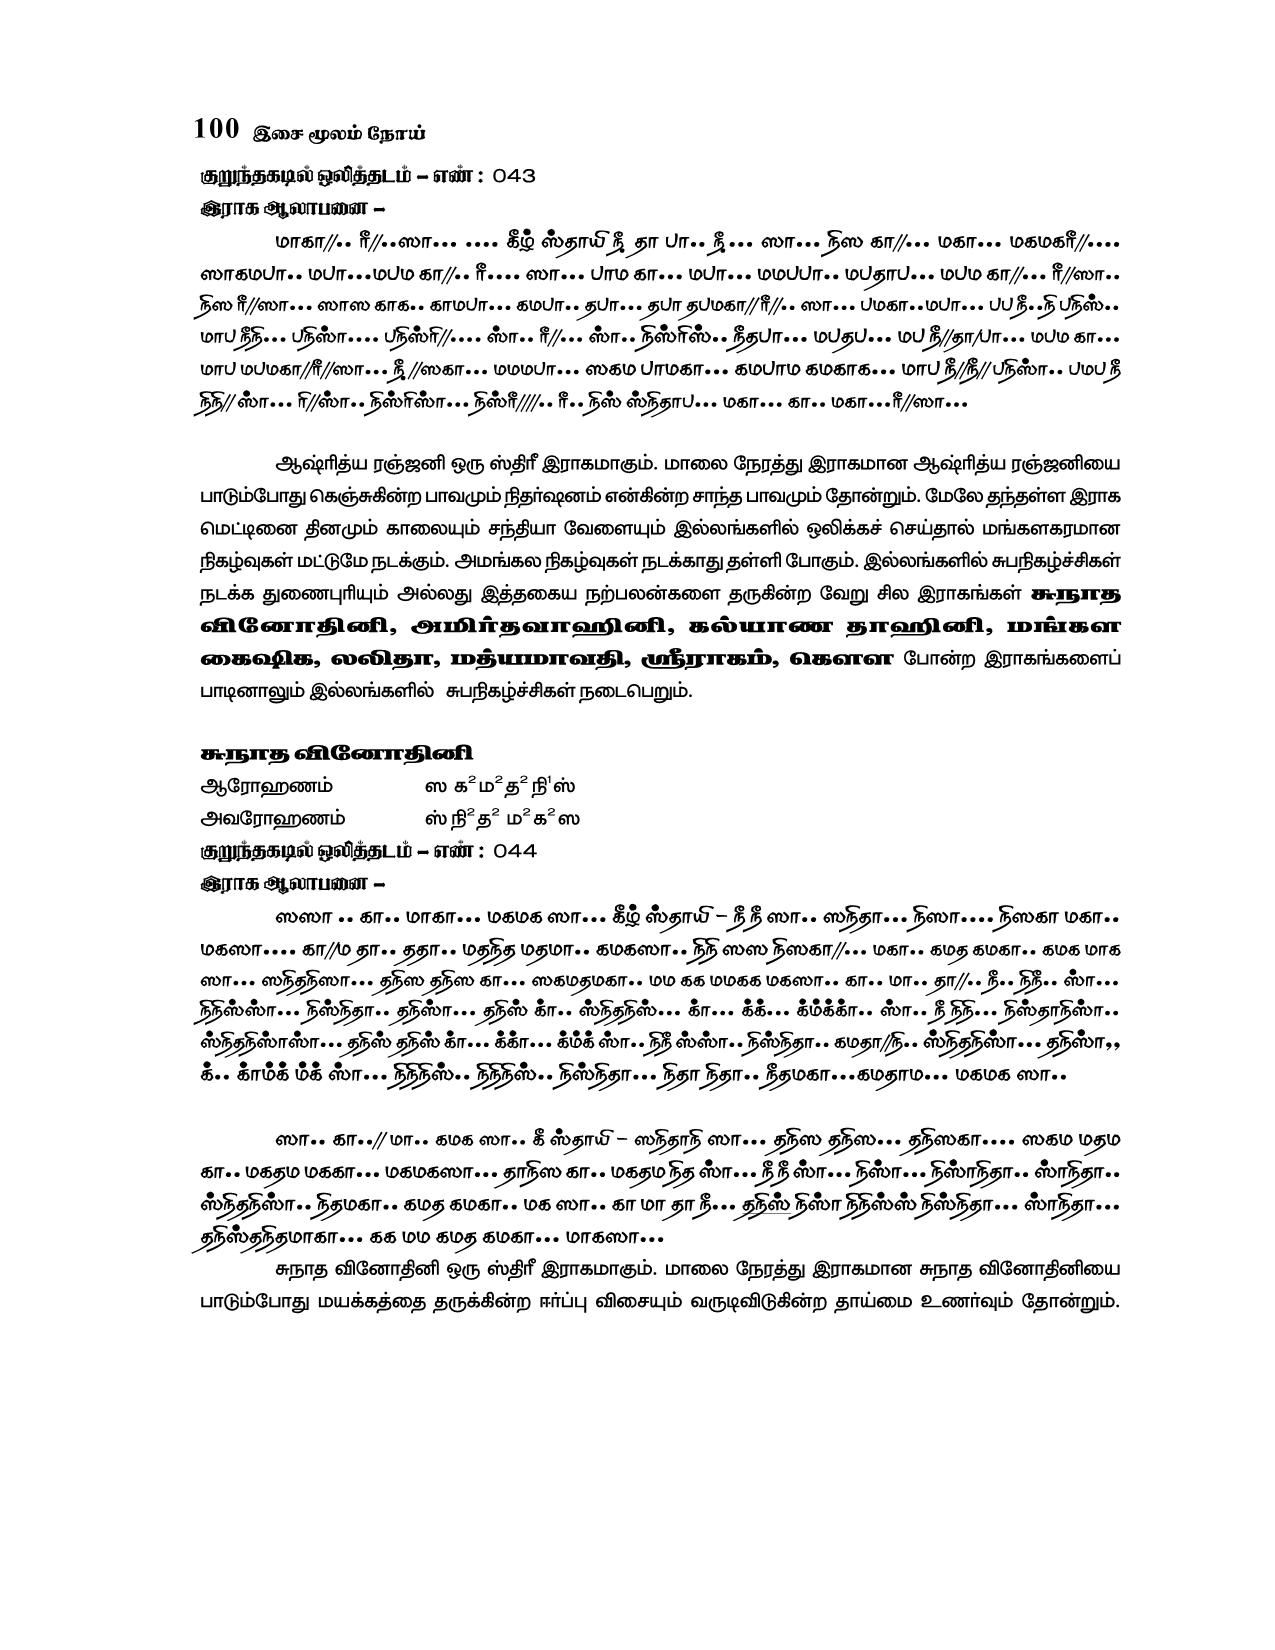 100 இசை மூலம் நோய்
குறுந்தகடில் ஒலித்தடம் – எண் : 043
இராக ஆலாபனை –
மாகா//.. ரீ//..ஸா... .... கீழ் ஸ்தாயி நீ தா பா.. நீ... ஸா... நிஸ கா//... மகா... மகமகரீ//....
ஸாகமபா.. மபா...மபம கா//.. ரீ.... ஸா... பாம கா... மபா... மமபபா.. மபதாப... மபம கா//... ரீ//ஸா..
நிஸ ரீ//ஸா... ஸாஸ காக.. காமபா... கமபா.. தபா... தபா தபமகா//ரீ//.. ஸா... பமகா..மபா... பப நீ..நி பநிஸ்..
மாப நீநி... பநிஸ்ா.... பநிஸ்ரி//.... ஸ்ா.. ரீ//... ஸ்ா.. நிஸ்ரிஸ்.. நீதபா... மபதப... மப நீ//தா/பா... மபம கா...
மாப மபமகா//ரீ//ஸா... நீ //ஸகா... மமமபா... ஸகம பாமகா... கமபாம கமகாக... மாப நீ//நீ// பநிஸ்ா.. பமப நீ
நிநி// ஸ்ா... ரி//ஸ்ா.. நிஸ்ரிஸ்ா... நிஸ்ரீ////.. ரீ.. நிஸ் ஸ்நிதாப... மகா... கா.. மகா...ரீ//ஸா...
ஆஷ்ரித்ய ரஞ்ஜனி ஒரு ஸ்திரீ இராகமாகும். மாலை நேரத்து இராகமான ஆஷ்ரித்ய ரஞ்ஜனியை
பாடும்போது கெஞ்சுகின்ற பாவமும் நிதர்ஷனம் என்கின்ற சாந்த பாவமும் தோன்றும். மேலே தந்தள்ள இராக
மெட்டினை தினமும் காலையும் சந்தியா வேளையும் இல்லங்களில் ஒலிக்கச் செய்தால் மங்களகரமான
நிகழ்வுகள் மட்டுமே நடக்கும். அமங்கல நிகழ்வுகள் நடக்காது தள்ளி போகும். இல்லங்களில் சுபநிகழ்ச்சிகள்
நடக்க துணைபுரியும் அல்லது இத்தகைய நற்பலன்களை தருகின்ற வேறு சில இராகங்கள் சுநாத
வினோதினி, அமிர்தவாஹினி, கல்யாண தாஹினி, மங்கள
கைஷிக, லலிதா, மத்யமாவதி, ஸ்ரீராகம், கௌள போன்ற இராகங்களைப்
பாடினாலும் இல்லங்களில் சுபநிகழ்ச்சிகள் நடைபெறும்.
சுநாத வினோதினி
ஆரோஹணம் ஸ க²ம²த²நி¹ஸ்
அவரோஹணம் ஸ்நி²த² ம²க²ஸ
குறுந்தகடில் ஒலித்தடம் – எண் : 044
இராக ஆலாபனை –
ஸஸா .. கா.. மாகா... மகமக ஸா... கீழ் ஸ்தாயி – நீ நீ ஸா.. ஸநிதா... நிஸா.... நிஸகா மகா..
மகஸா.... கா//ம தா.. ததா.. மதநித மதமா.. கமகஸா.. நிநி ஸஸ நிஸகா//... மகா.. கமத கமகா.. கமக மாக
ஸா... ஸநிதநிஸா... தநிஸ தநிஸ கா... ஸகமதமகா.. மம கக மமகக மகஸா.. கா.. மா.. தா//.. நீ.. நிநீ.. ஸ்ா...
நிநிஸ்ஸ்ா... நிஸ்நிதா.. தநிஸ்ா... தநிஸ் க்ா.. ஸ்நிதநிஸ்... க்ா... க்க்... க்ம்க்க்ா.. ஸ்ா.. நீ நிநி... நிஸ்தாநிஸ்ா..
ஸ்நிதநிஸ்ாஸ்ா... தநிஸ் தநிஸ் க்ா... க்க்ா... க்ம்க் ஸ்ா.. நிநீ ஸ்ஸ்ா.. நிஸ்நிதா.. கமதா//நி.. ஸ்நிதநிஸ்ா... தநிஸ்ா,,
க்.. க்ாம்க் ம்க் ஸ்ா... நிநிநிஸ்.. நிநிநிஸ்.. நிஸ்நிதா... நிதா நிதா.. நீதமகா...கமதாம... மகமக ஸா..
ஸா.. கா..// மா.. கமக ஸா.. கீ ஸ்தாயி – ஸநிதாநி ஸா... தநிஸ தநிஸ... தநிஸகா.... ஸகம மதம
கா.. மகதம மககா... மகமகஸா... தாநிஸ கா.. மகதம நித ஸ்ா... நீ நீ ஸ்ா... நிஸ்ா... நிஸ்ாநிதா.. ஸ்ாநிதா..
ஸ்நிதநிஸ்ா.. நிதமகா.. கமத கமகா.. மக ஸா.. கா மா தா நீ... தநிஸ் நிஸ்ா நிநிஸ்ஸ் நிஸ்நிதா... ஸ்ாநிதா...
தநிஸ்தநிதமாகா... கக மம கமத கமகா... மாகஸா...
சுநாத வினோதினி ஒரு ஸ்திரீ இராகமாகும். மாலை நேரத்து இராகமான சுநாத வினோதினியை
பாடும்போது மயக்கத்தை தருக்கின்ற ஈர்ப்பு விசையும் வருடிவிடுகின்ற தாய்மை உணர்வும் தோன்றும்.